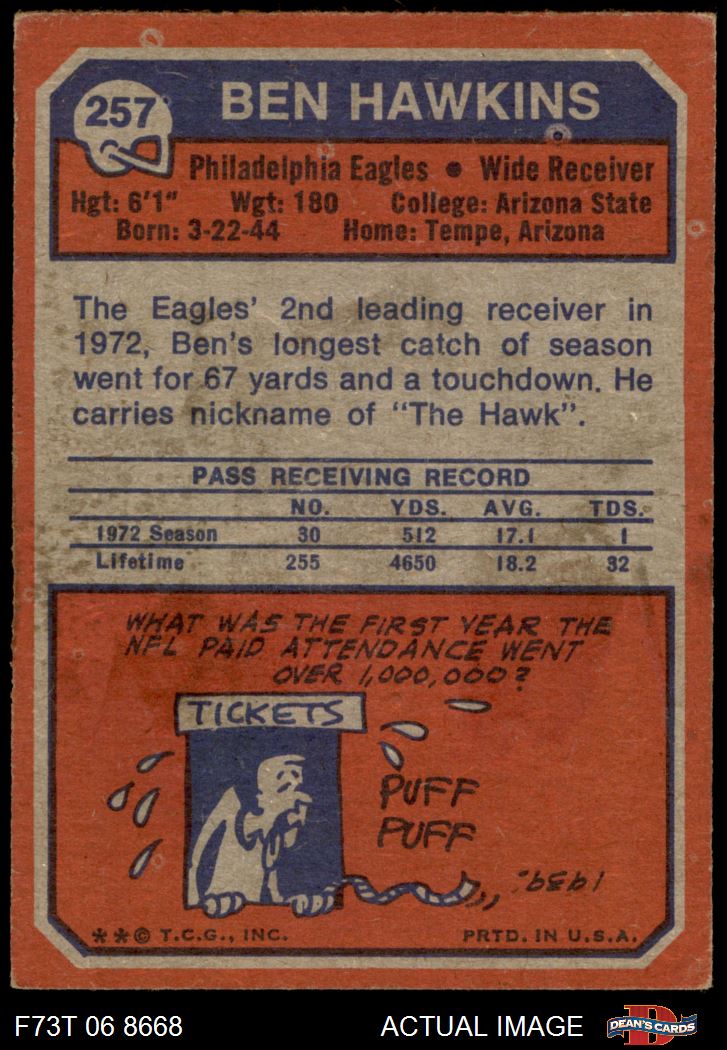 257
BEN HAWKINS
Philadelphia Eagles • Wide Receiver
Hgt: 6'1" Wgt: 180 College: Arizona State
Born: 3-22-44 Home: Tempe, Arizona
The Eagles' 2nd leading receiver in
1972, Ben's longest catch of season
went for 67 yards and a touchdown. He
carries nickname of "The Hawk".
PASS RECEIVING RECORD
NO. YDS. AVG. TDS.
1972 Season 30 512 17.1 1
Lifetime 255 4650 18.2 32
WHAT WAS THE FIRST YEAR THE
NFL PAID ATTENDANCE WENT
OVER 1,000,000?
TICKETS
PUFF
PUFF
1939.
**© T.C.G., INC. PRTD. IN U.S.A.
F73T 06 8668 ACTUAL IMAGE DEAN'S CARDS